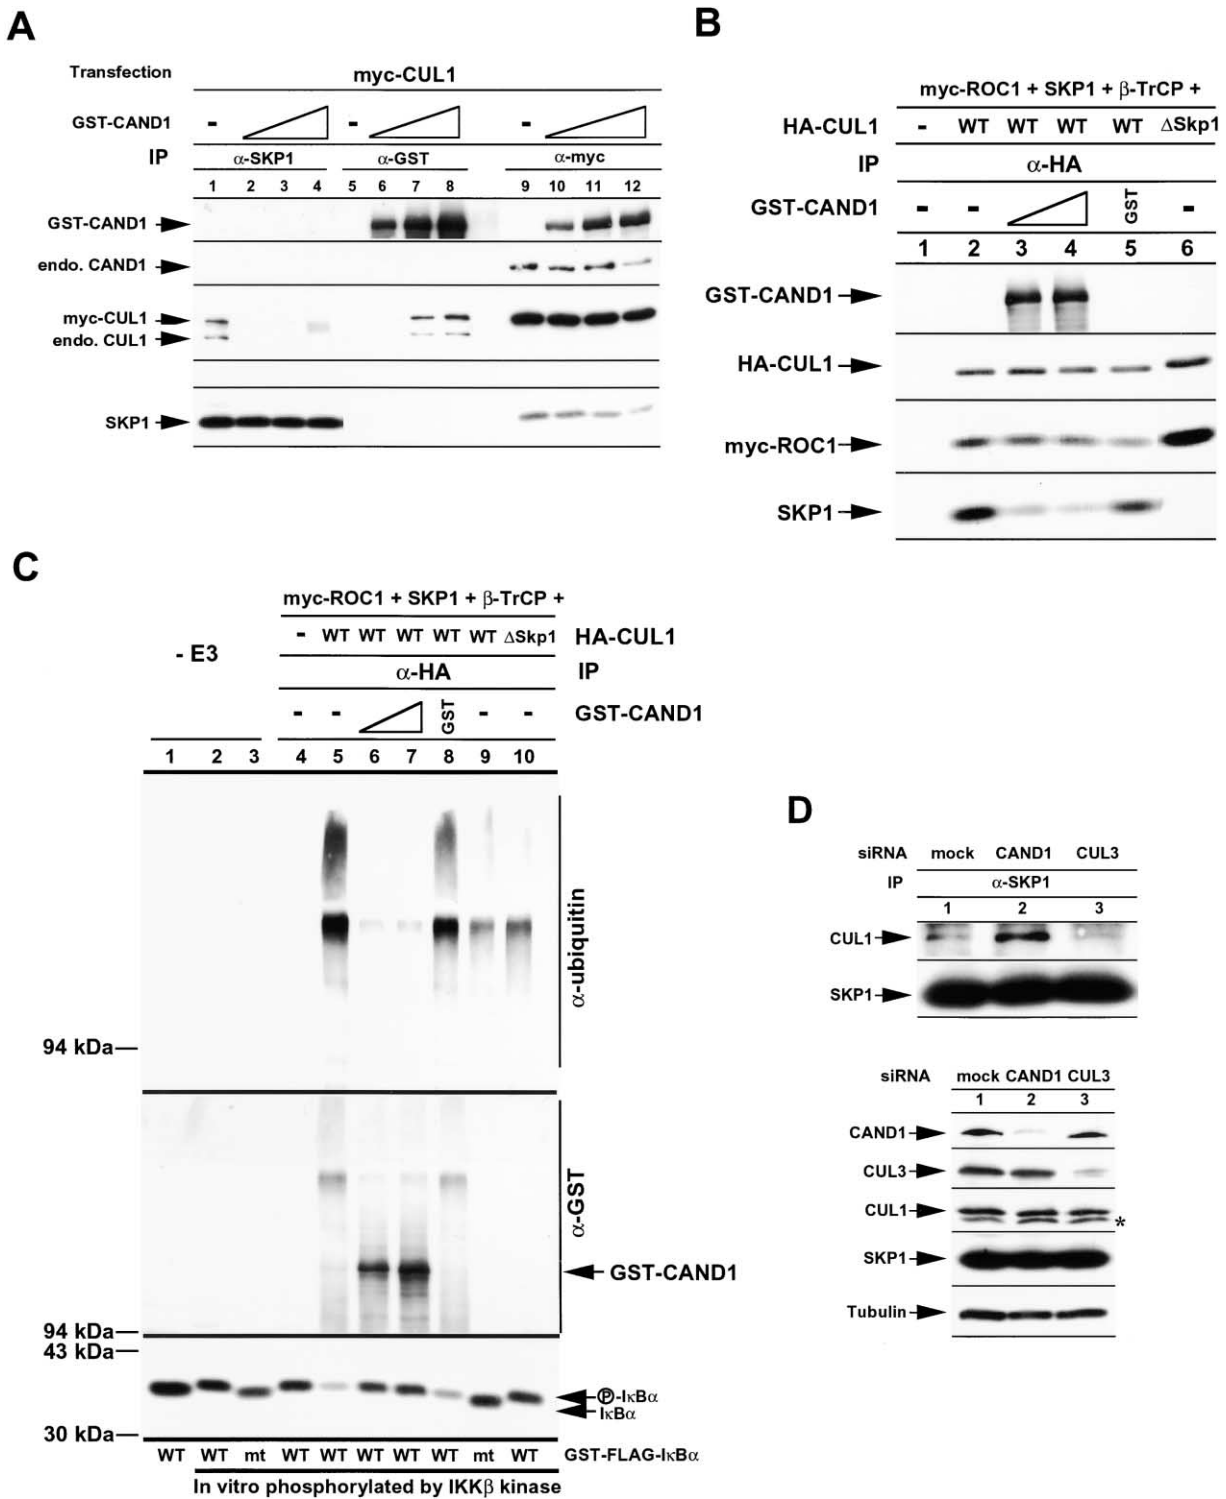 A
Transfection myc-CUL1
GST-CAND1 - -  -
IP α-SKP1 α-GST α-myc
1 2 3 4 5 6 7 8 9 10 11 12
GST-CAND1
endo. CAND1
myc-CUL1
endo. CUL1
SKP1
B
myc-ROC1 + SKP1 + β-TrCP +
HA-CUL1 - WT WT WT WT ΔSkp1
IP α-HA
GST-CAND1 - - GST -
1 2 3 4 5 6
GST-CAND1
HA-CUL1
myc-ROC1
SKP1
C
myc-ROC1 + SKP1 + β-TrCP +
- E3
- WT WT WT WT WT ΔSkp1 HA-CUL1
α-HA IP
- - GST - - GST-CAND1
1 2 3 4 5 6 7 8 9 10
α-ubiquitin
94 kDa
α-GST
GST-CAND1
94 kDa
43 kDa
Ⓟ-IκBα
IκBα
30 kDa
WT WT mt WT WT WT WT WT mt WT GST-FLAG-IκBα
In vitro phosphorylated by IKKβ kinase
D
siRNA mock CAND1 CUL3
IP α-SKP1
1 2 3
CUL1
SKP1
siRNA mock CAND1 CUL3
1 2 3
CAND1
CUL3
CUL1
*
SKP1
Tubulin